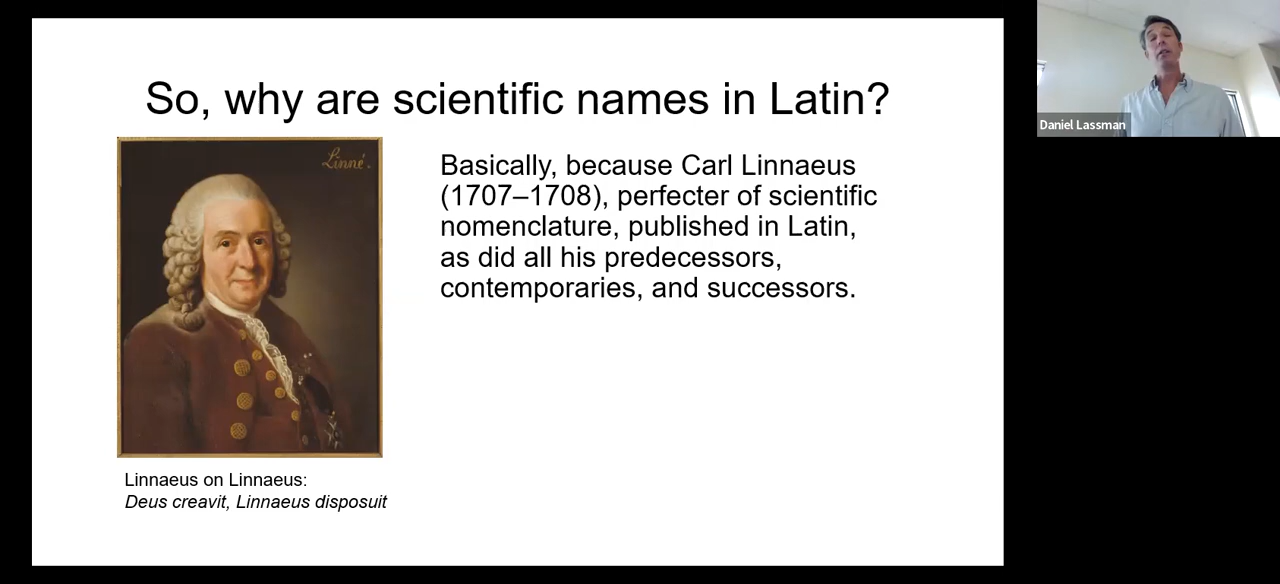 So, why are scientific names in Latin?
Linné.
Basically, because Carl Linnaeus
(1707–1708), perfecter of scientific
nomenclature, published in Latin,
as did all his predecessors,
contemporaries, and successors.
Linnaeus on Linnaeus:
Deus creavit, Linnaeus disposuit
Daniel Lassman